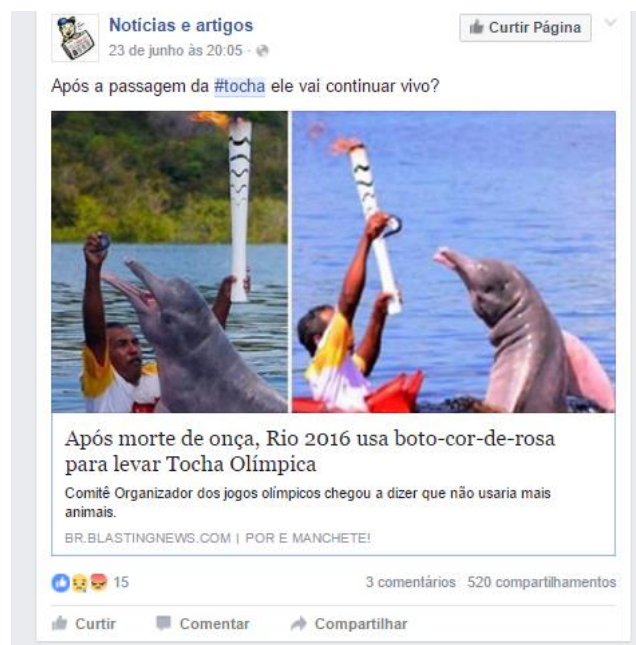 Notícias e artigos
Curtir Página
23 de junho às 20:05 ·
Após a passagem da #tocha ele vai continuar vivo?
Após morte de onça, Rio 2016 usa boto-cor-de-rosa
para levar Tocha Olímpica
Comitê Organizador dos jogos olímpicos chegou a dizer que não usaria mais
animais.
BR.BLASTINGNEWS.COM | POR E MANCHETE!
15
3 comentários 520 compartilhamentos
Curtir Comentar Compartilhar